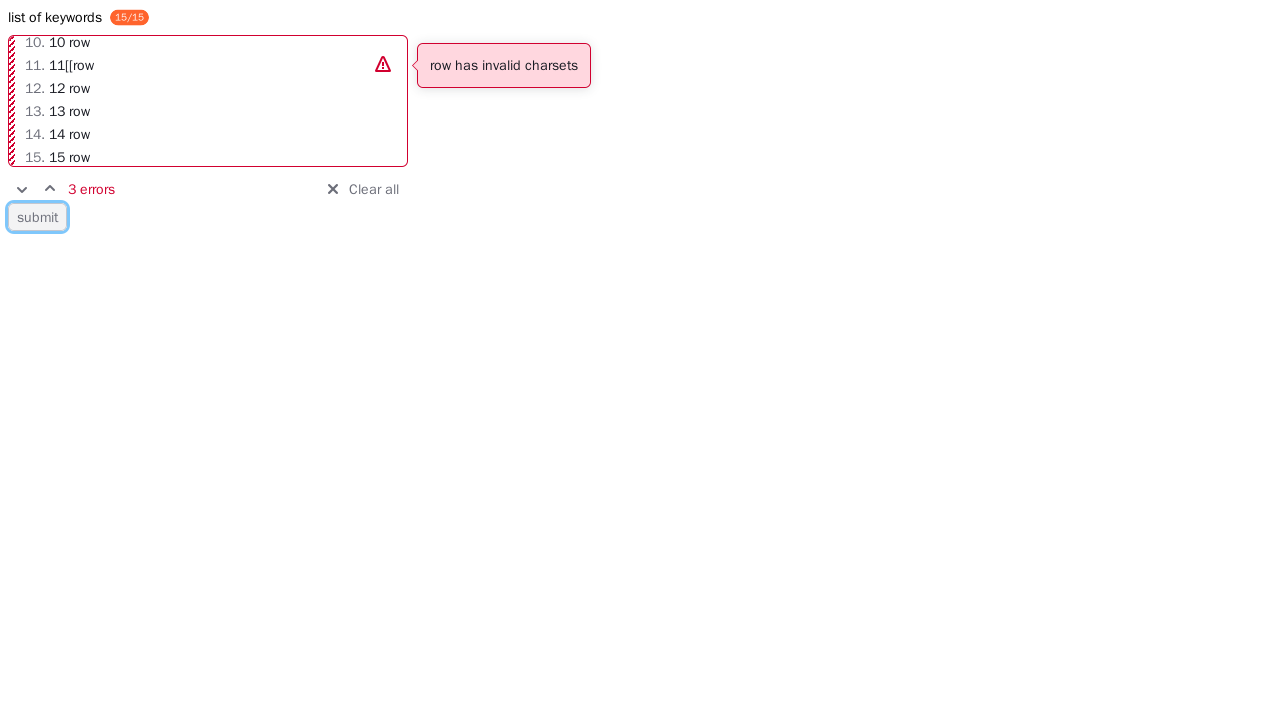 list of keywords 15/15
10. 10 row
11. 11[[row
row has invalid charsets
12. 12 row
13. 13 row
14. 14 row
15. 15 row
3 errors Clear all
submit